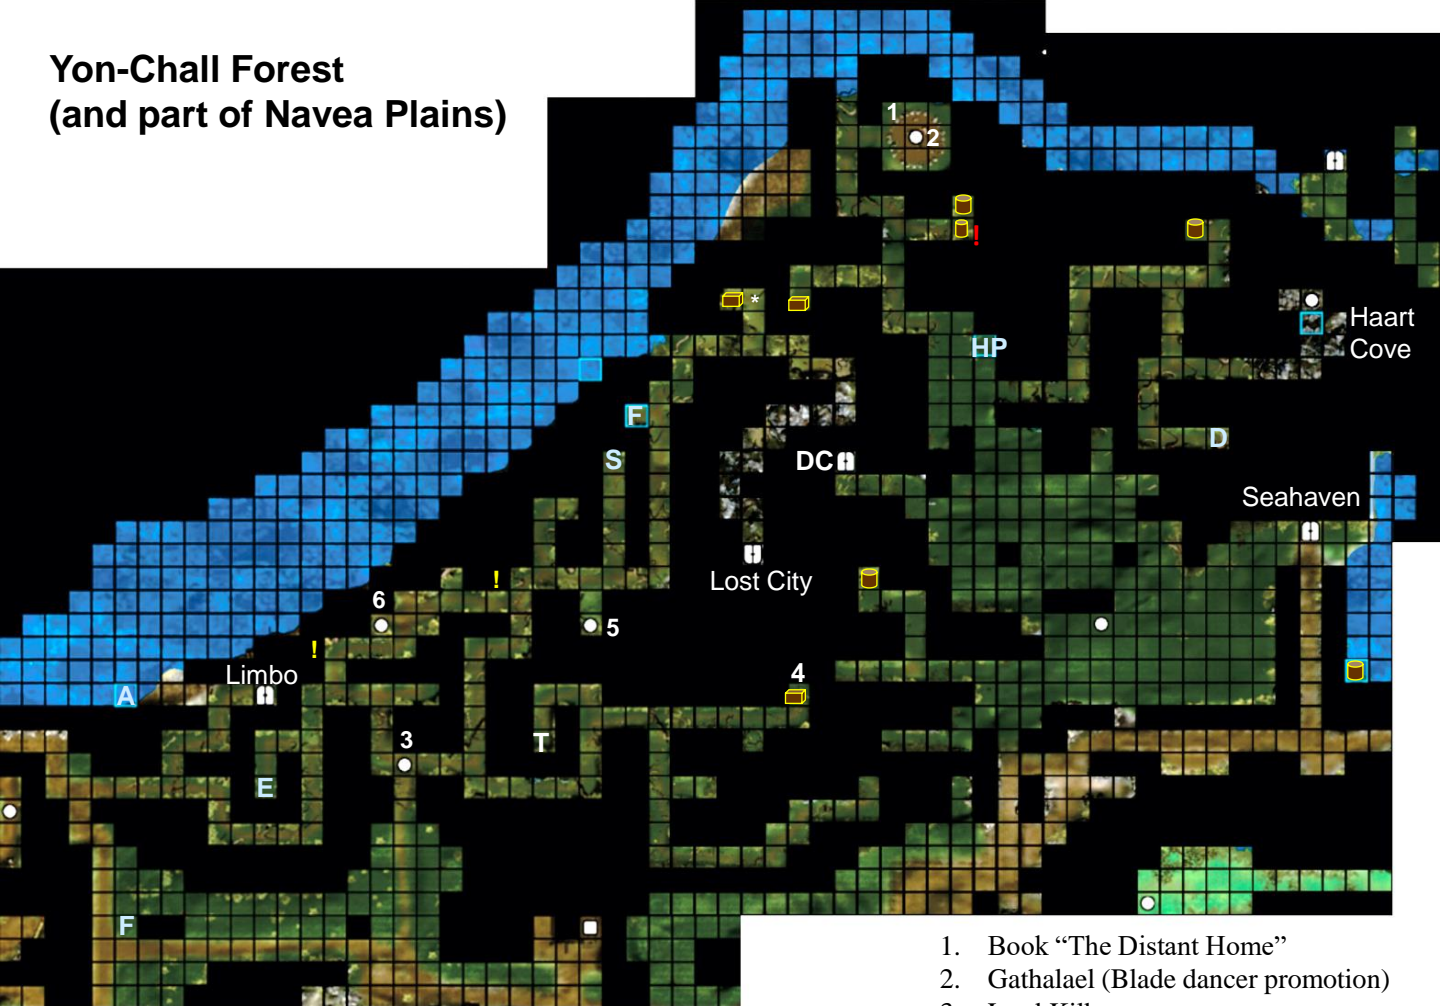 Yon-Chall Forest
(and part of Navea Plains)
1
2
!
*
HP
Haart
Cove
F
S
DC
D
Seahaven
Lost City
!
6
5
!
Limbo
A
4
3
T
E
F
1. Book “The Distant Home”
2. Gathalael (Blade dancer promotion)